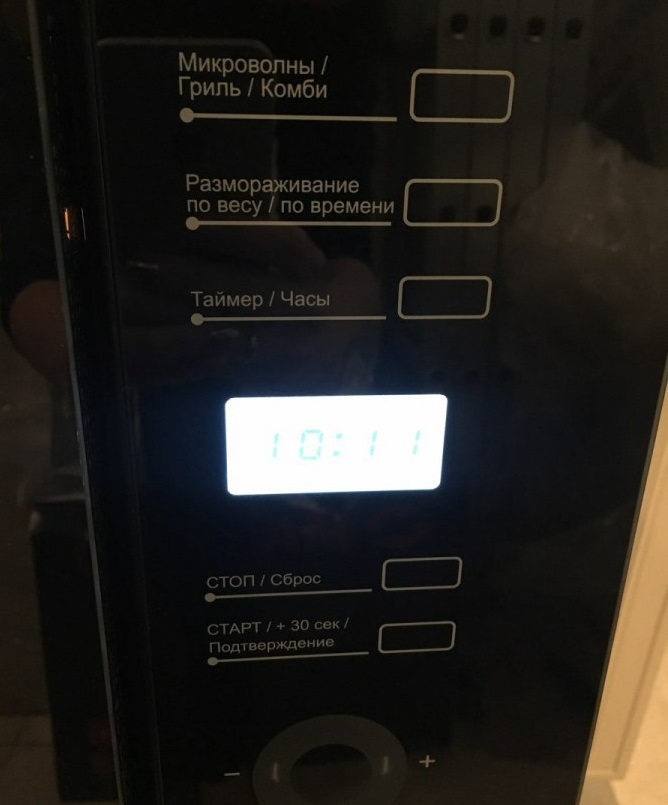 Микроволны /
Гриль / Комби
Размораживание
по весу / по времени
Таймер / Часы
10:11
СТОП / Сброс
СТАРТ / + 30 сек /
Подтверждение
− +